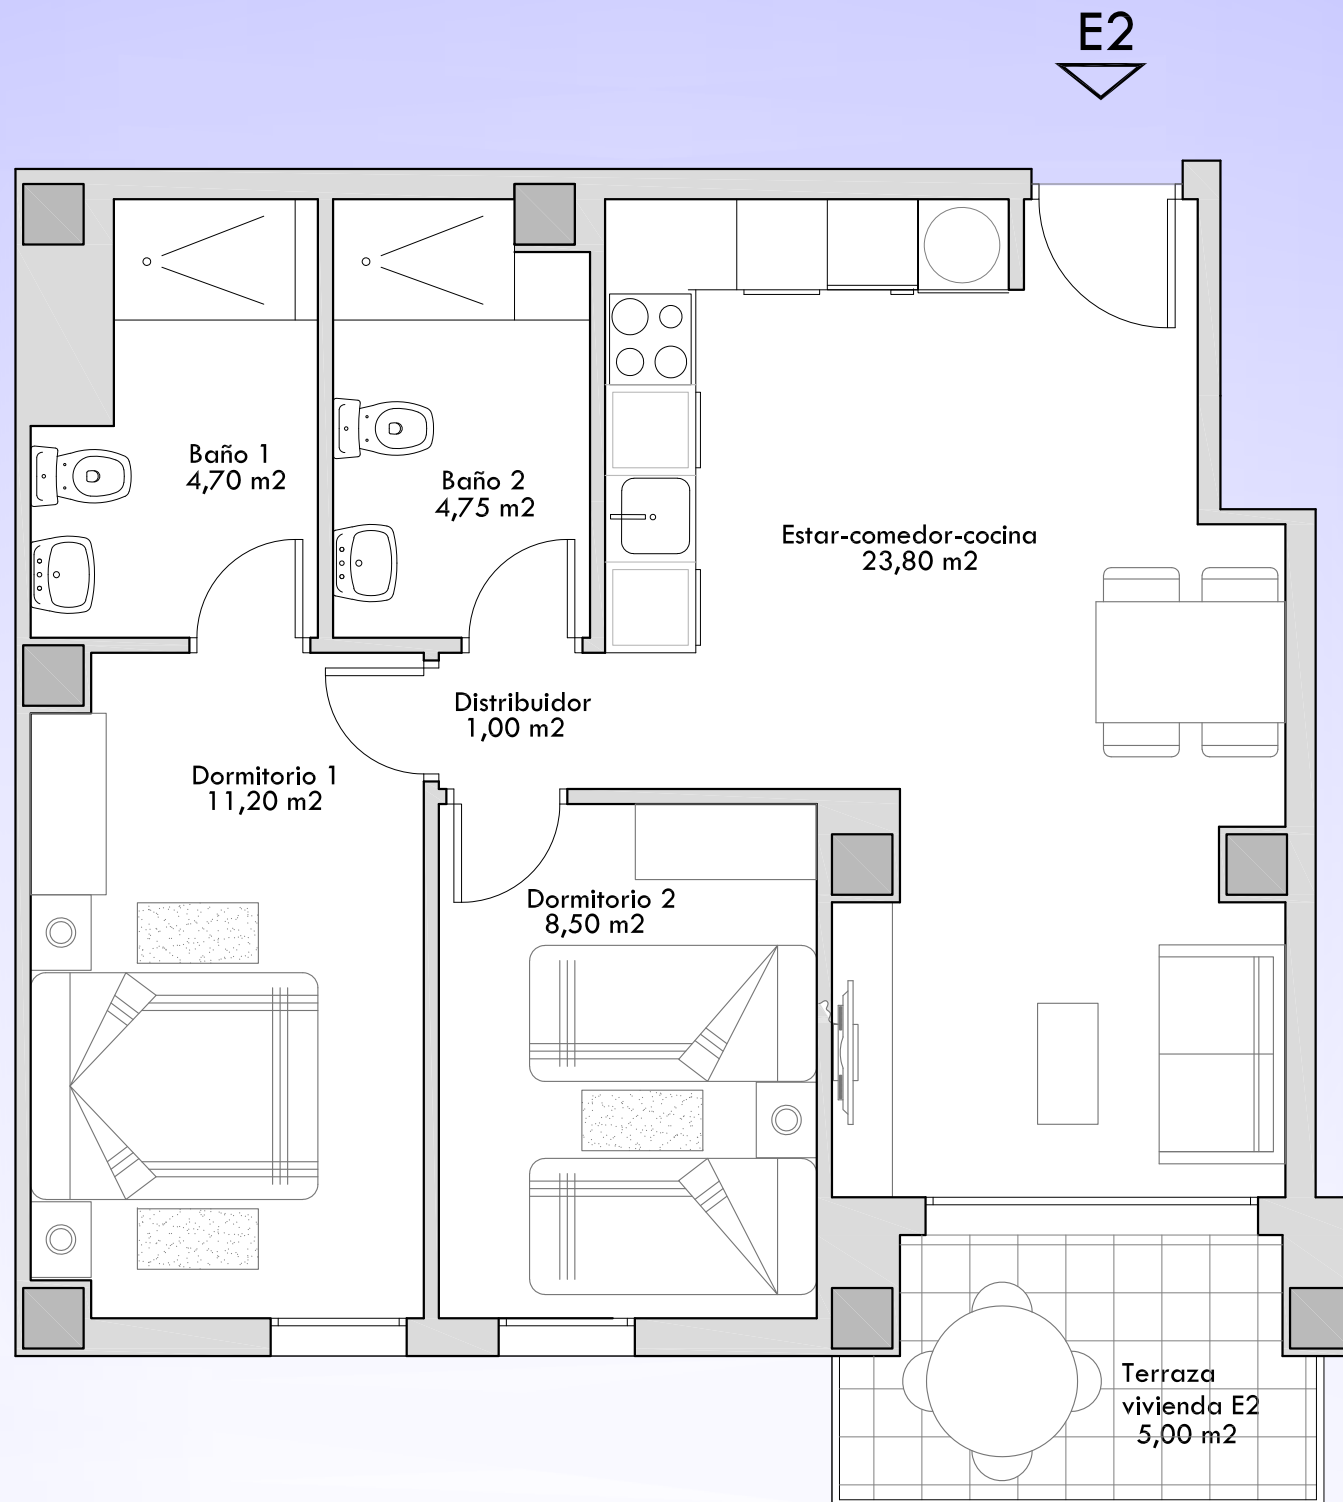 E2
Baño 1
4,70 m2
Baño 2
4,75 m2
Estar-comedor-cocina
23,80 m2
Distribuidor
1,00 m2
Dormitorio 1
11,20 m2
Dormitorio 2
8,50 m2
Terraza
vivienda E2
5,00 m2